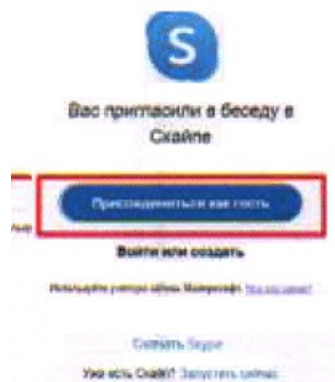 S
Вас пригласили в беседу в
Скайпе
Присоединиться как гость
Войти или создать
Используйте учетную запись Майкрософт.
Скачать Skype
Уже есть Скайп? Запустить сейчас